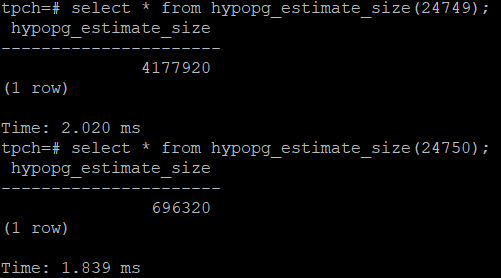 tpch=# select * from hypopg_estimate_size(24749);
 hypopg_estimate_size
----------------------
              4177920
(1 row)

Time: 2.020 ms
tpch=# select * from hypopg_estimate_size(24750);
 hypopg_estimate_size
----------------------
               696320
(1 row)

Time: 1.839 ms